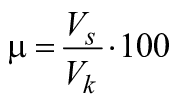 μ = V_s / V_k · 100